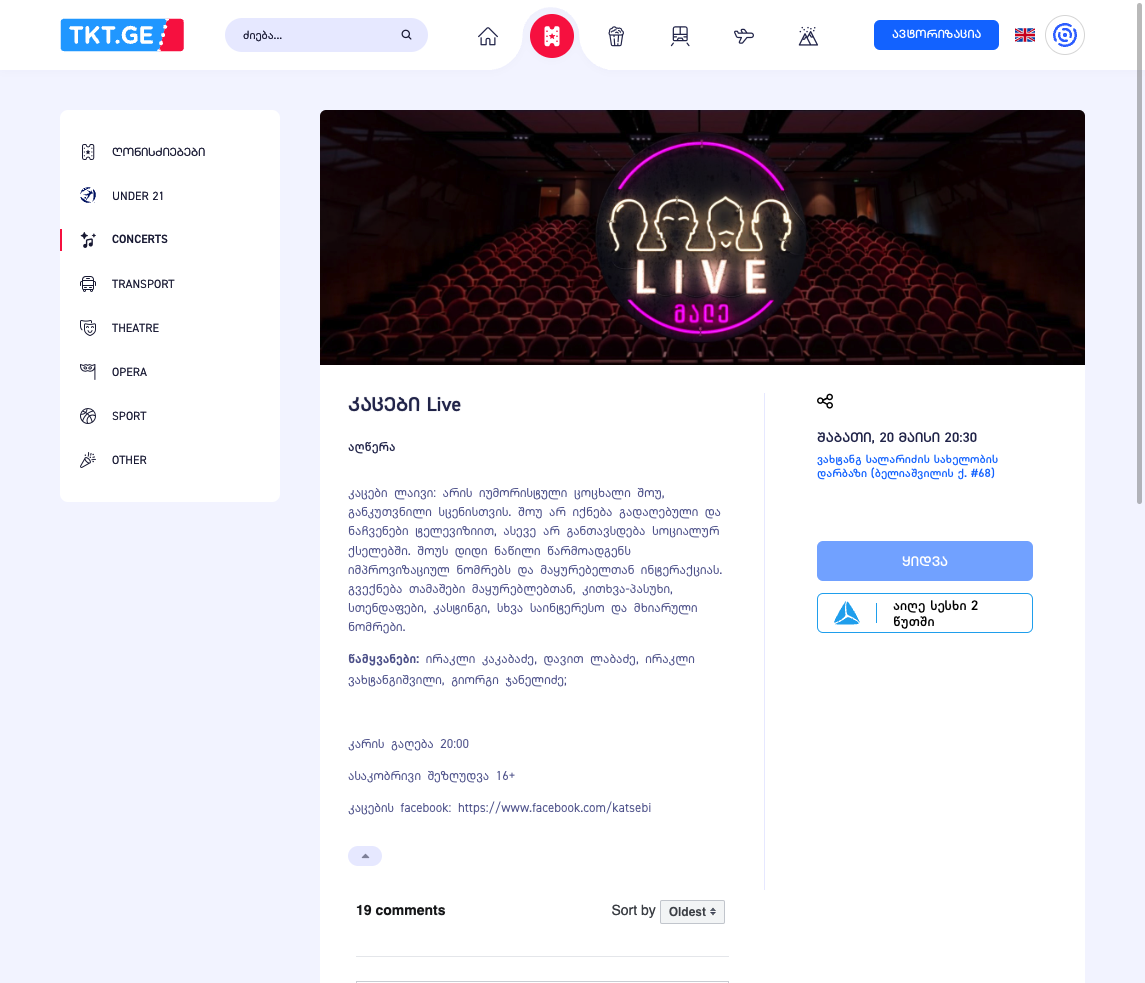 TKT.GE
ძიება...
ავტორიზაცია
ღონისძიებები
UNDER 21
CONCERTS
TRANSPORT
THEATRE
OPERA
SPORT
OTHER
LIVE
მალე
კაცები Live
აღწერა
კაცები ლაივი: არის იუმორისტული ცოცხალი შოუ,
განკუთვნილი სცენისთვის. შოუ არ იქნება გადაღებული და
ნაჩვენები ტელევიზიით, ასევე არ განთავსდება სოციალურ
ქსელებში. შოუს დიდი ნაწილი წარმოადგენს
იმპროვიზაციულ ნომრებს და მაყურებელთან ინტერაქციას.
გვექნება თამაშები მაყურებლებთან, კითხვა-პასუხი,
სთენდაფები, კასტინგი, სხვა საინტერესო და მხიარული
ნომრები.
წამყვანები: ირაკლი კაკაბაძე, დავით ლაბაძე, ირაკლი
ვახტანგიშვილი, გიორგი ჯანელიძე;
კარის გაღება 20:00
ასაკობრივი შეზღუდვა 16+
კაცების facebook: https://www.facebook.com/katsebi
შაბათი, 20 მაისი 20:30
ვახტანგ სალარიძის სახელობის
დარბაზი (ბელიაშვილის ქ. #68)
ყიდვა
აიღე სესხი 2
წუთში
19 comments
Sort by Oldest